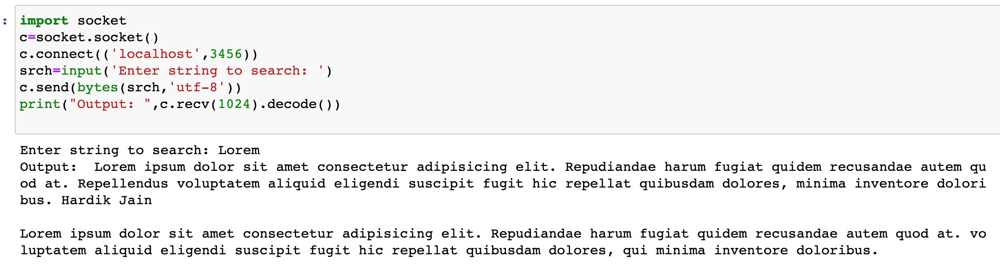 :
import socket
c=socket.socket()
c.connect(('localhost',3456))
srch=input('Enter string to search: ')
c.send(bytes(srch,'utf-8'))
print("Output: ",c.recv(1024).decode())
Enter string to search: Lorem
Output:  Lorem ipsum dolor sit amet consectetur adipisicing elit. Repudiandae harum fugiat quidem recusandae autem qu
od at. Repellendus voluptatem aliquid eligendi suscipit fugit hic repellat quibusdam dolores, minima inventore dolori
bus. Hardik Jain
Lorem ipsum dolor sit amet consectetur adipisicing elit. Repudiandae harum fugiat quidem recusandae autem quod at. vo
luptatem aliquid eligendi suscipit fugit hic repellat quibusdam dolores, qui minima inventore doloribus.